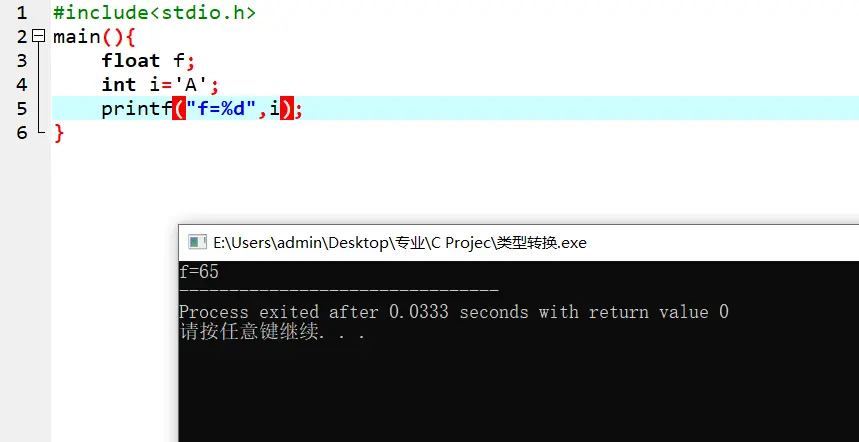 1 #include<stdio.h>
2 main(){
3 float f;
4 int i='A';
5 printf("f=%d",i);
6 }
E:\Users\admin\Desktop\专业\C Projec\类型转换.exe
f=65
--------------------------------
Process exited after 0.0333 seconds with return value 0
请按任意键继续. . .